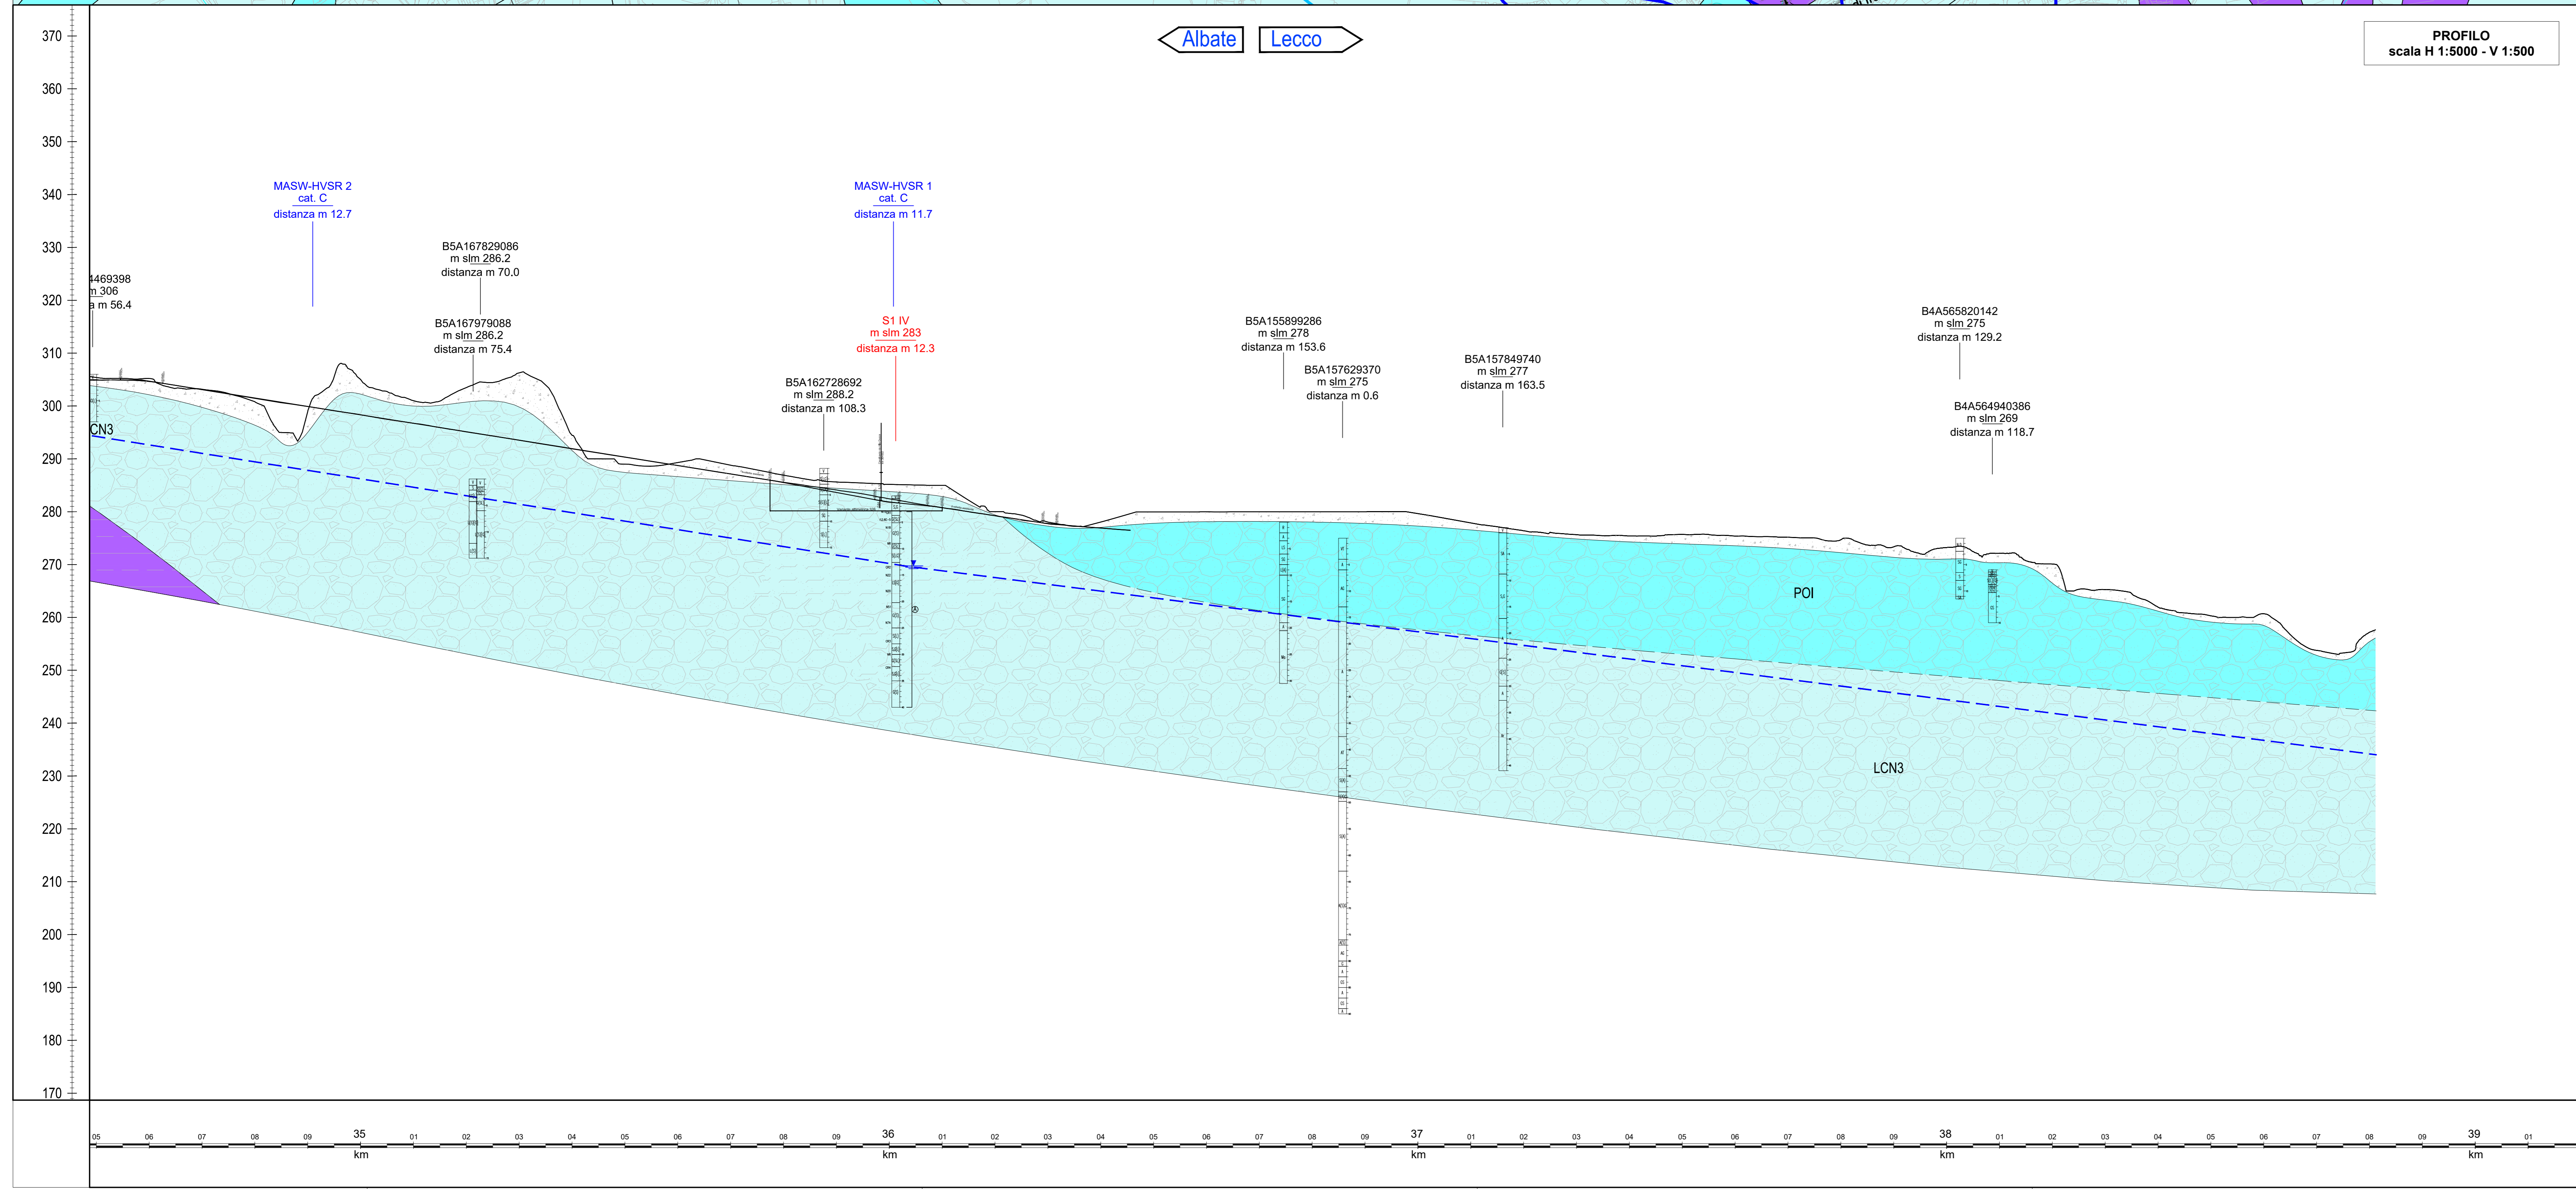 Albate
Lecco
PROFILO
scala H 1:5000 - V 1:500
370
360
350
340
330
320
310
300
290
280
270
260
250
240
230
220
210
200
190
180
170
4469398
m 306
a m 56.4
MASW-HVSR 2
cat. C
distanza m 12.7
B5A167829086
m slm 286.2
distanza m 70.0
B5A167979088
m slm 286.2
distanza m 75.4
MASW-HVSR 1
cat. C
distanza m 11.7
S1 IV
m slm 283
distanza m 12.3
B5A162728692
m slm 288.2
distanza m 108.3
B5A155899286
m slm 278
distanza m 153.6
B5A157629370
m slm 275
distanza m 0.6
B5A157849740
m slm 277
distanza m 163.5
B4A565820142
m slm 275
distanza m 129.2
B4A564940386
m slm 269
distanza m 118.7
CN3
POI
LCN3
05 06 07 08 09 35 01 02 03 04 05 06 07 08 09 36 01 02 03 04 05 06 07 08 09 37 01 02 03 04 05 06 07 08 09 38 01 02 03 04 05 06 07 08 09 39 01
km km km km km